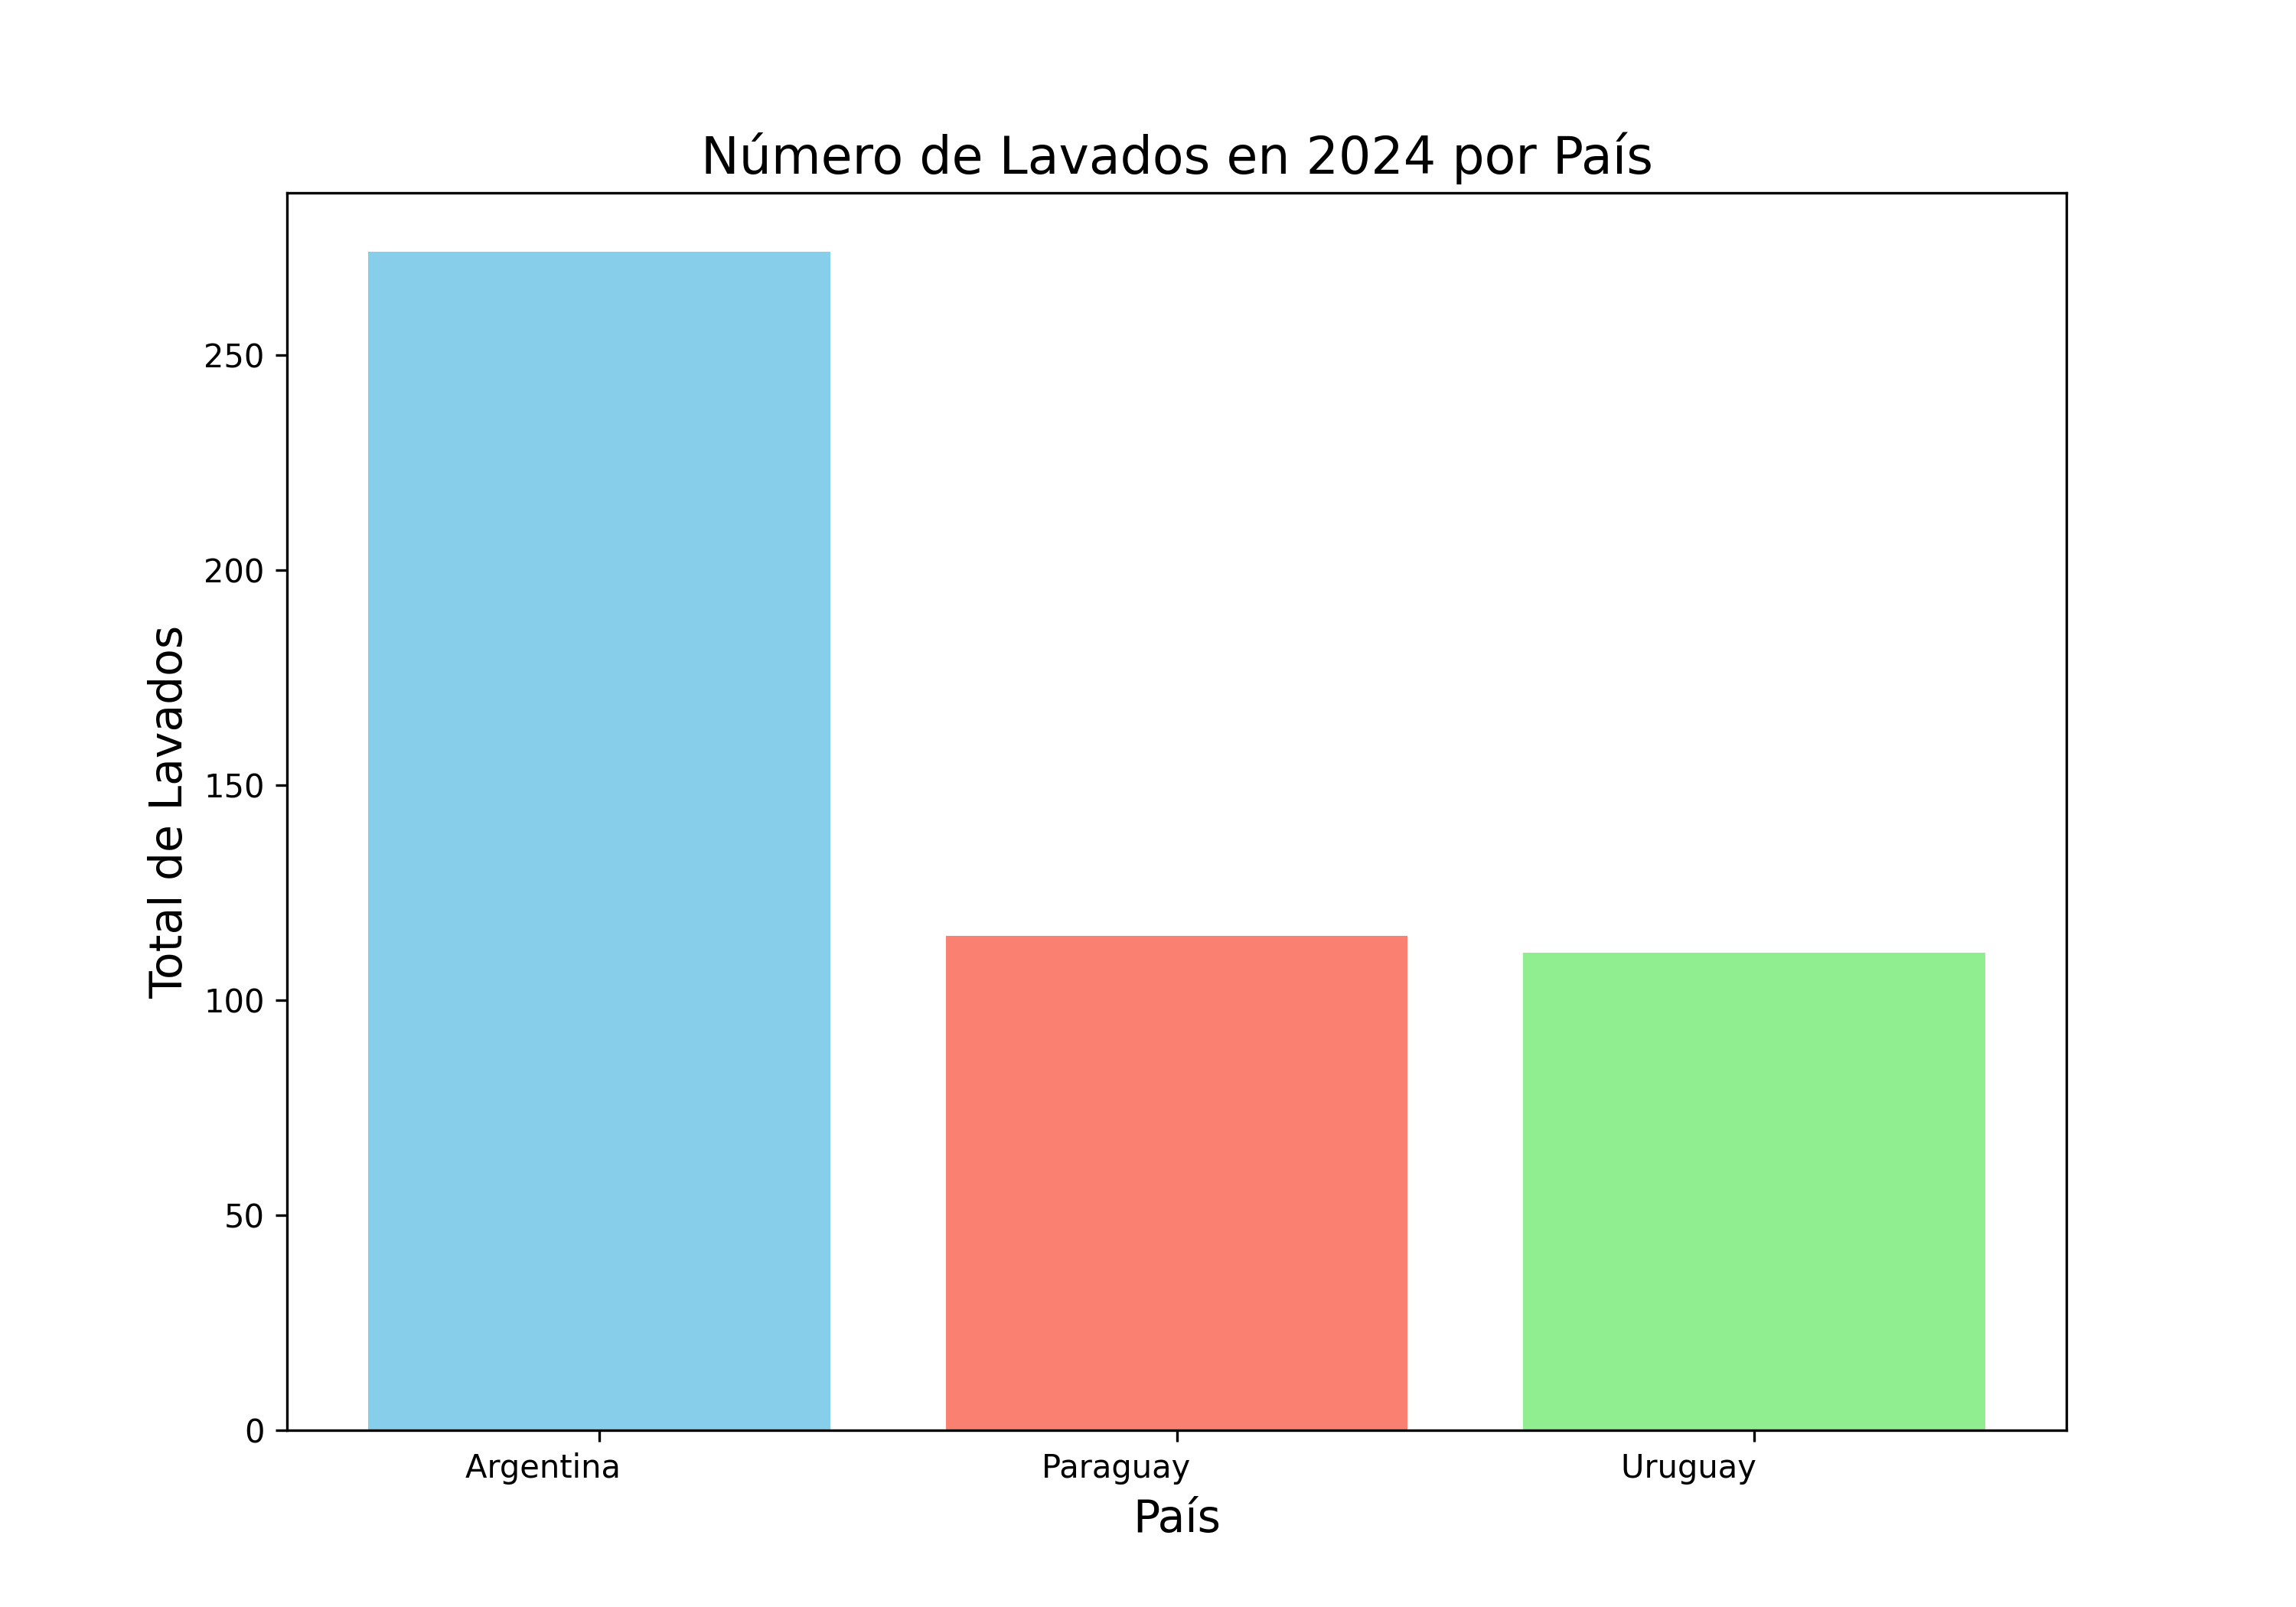 Número de Lavados en 2024 por País
Total de Lavados
250
200
150
100
50
0
Argentina
Paraguay
Uruguay
País